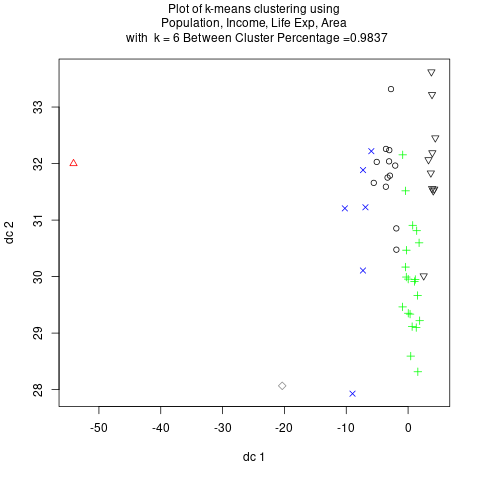 Plot of k-means clustering using
Population, Income, Life Exp, Area
with k = 6 Between Cluster Percentage =0.9837
33
32
31
30
29
28
dc 2
-50
-40
-30
-20
-10
0
dc 1